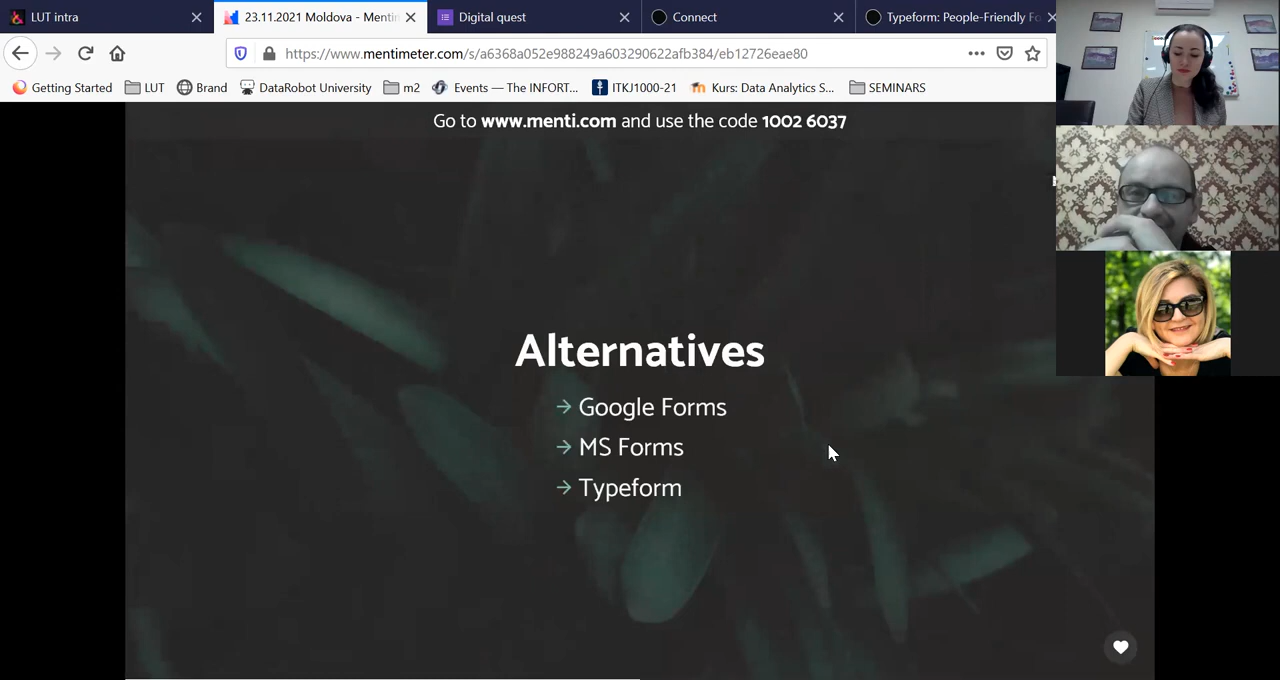 LUT intra
23.11.2021 Moldova - Mentin
Digital quest
Connect
Typeform: People-Friendly Fo
https://www.mentimeter.com/s/a6368a052e988249a603290622afb384/eb12726eae80
Getting Started
LUT
Brand
DataRobot University
m2
Events — The INFORT...
ITKJ1000-21
Kurs: Data Analytics S...
SEMINARS
Go to www.menti.com and use the code 1002 6037
Alternatives
→ Google Forms
→ MS Forms
→ Typeform